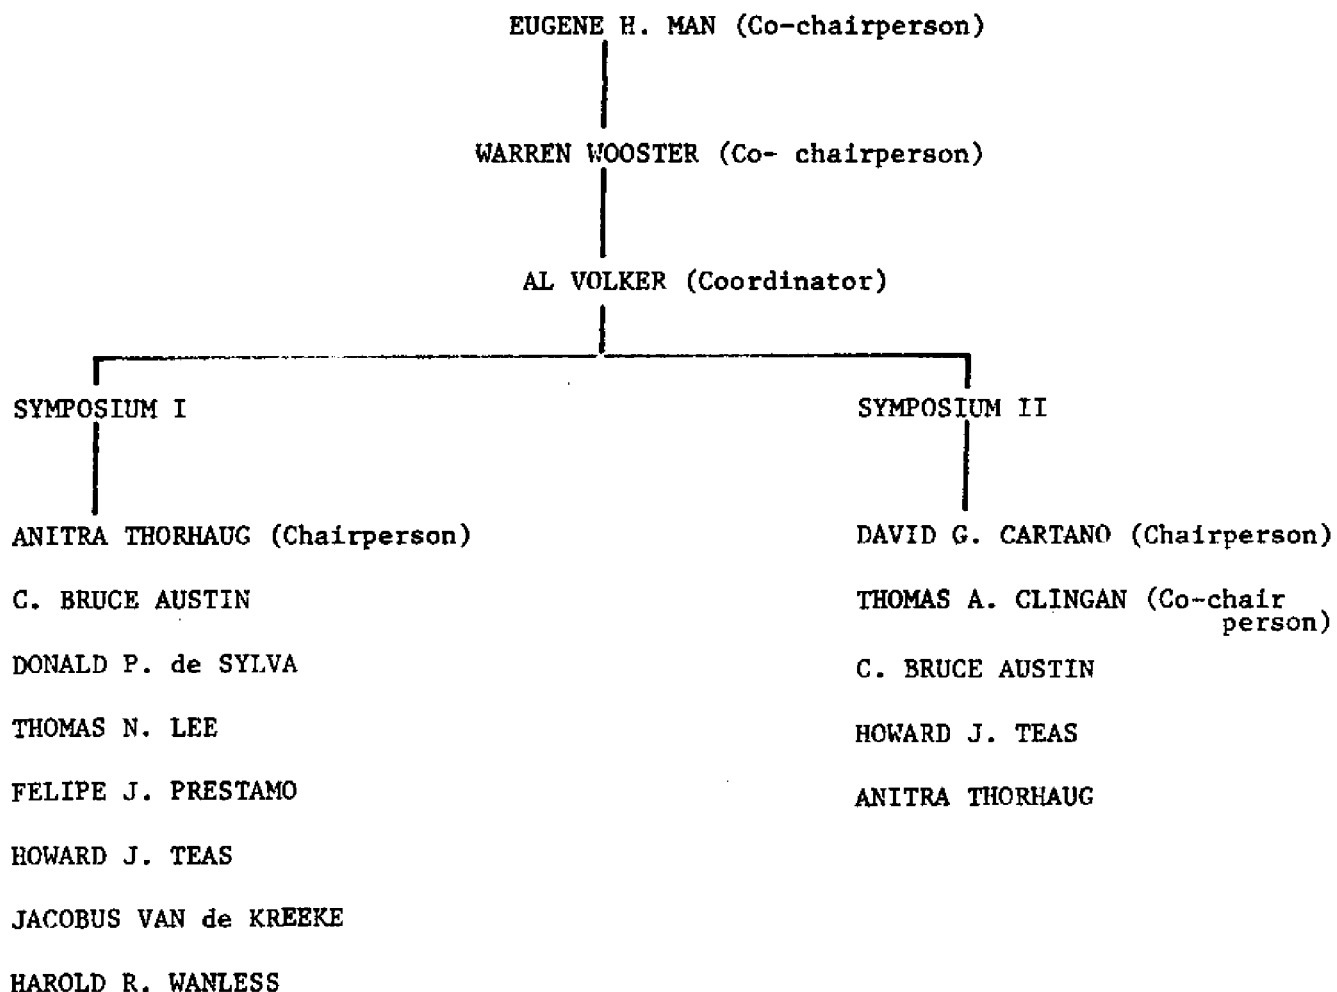 EUGENE H. MAN (Co-chairperson)
WARREN WOOSTER (Co- chairperson)
AL VOLKER (Coordinator)
SYMPOSIUM I
ANITRA THORHAUG (Chairperson)
C. BRUCE AUSTIN
DONALD P. de SYLVA
THOMAS N. LEE
FELIPE J. PRESTAMO
HOWARD J. TEAS
JACOBUS VAN de KREEKE
HAROLD R. WANLESS
SYMPOSIUM II
DAVID G. CARTANO (Chairperson)
THOMAS A. CLINGAN (Co-chair
person)
C. BRUCE AUSTIN
HOWARD J. TEAS
ANITRA THORHAUG